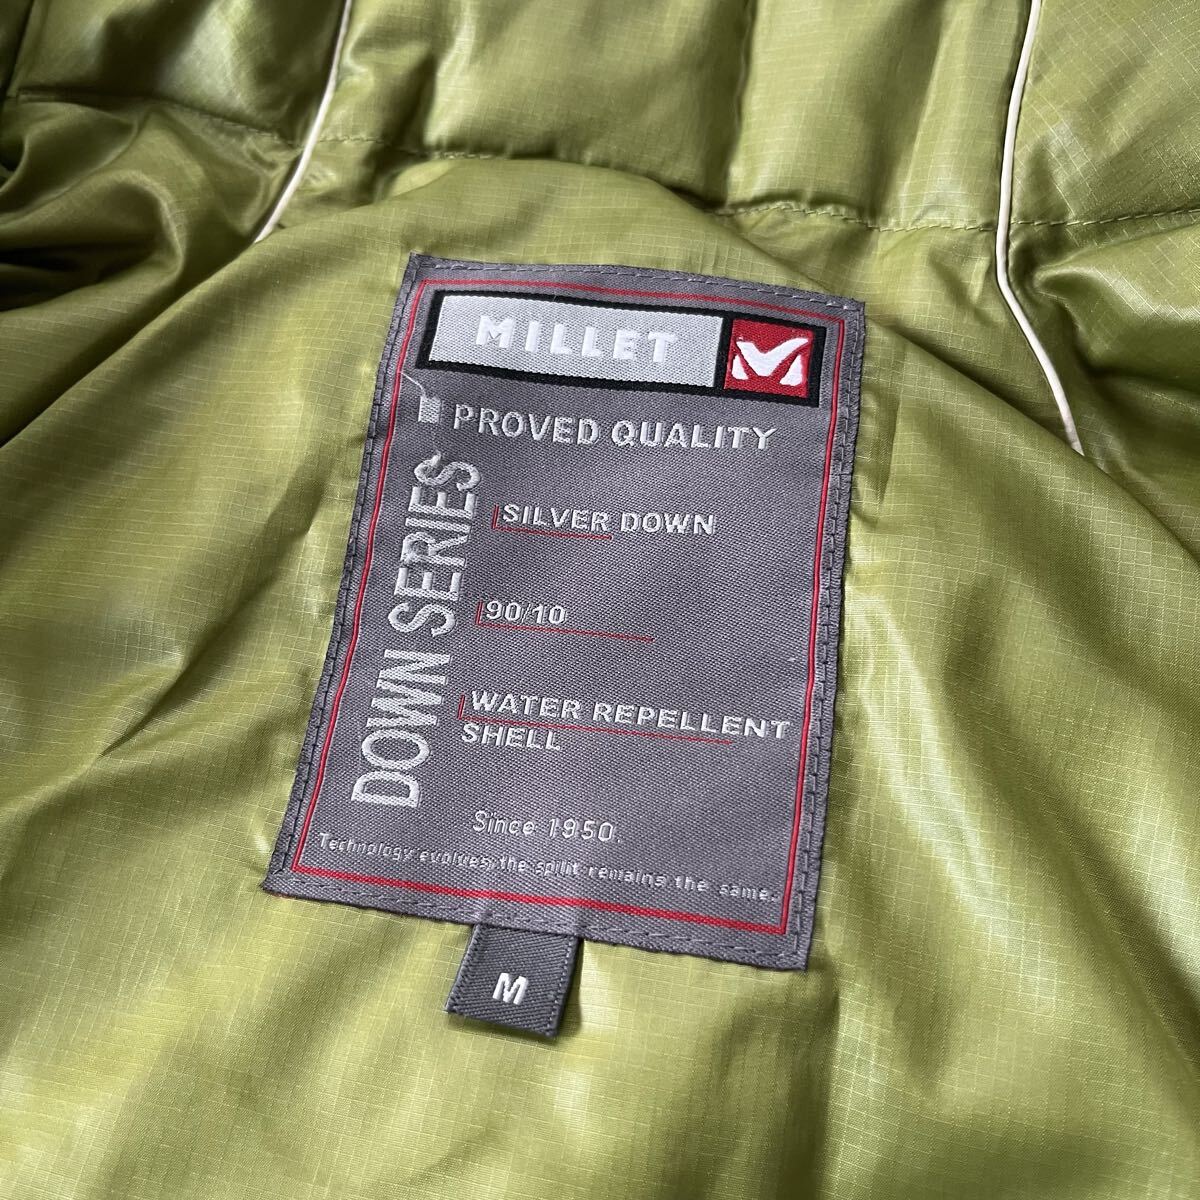 MILLET
PROVED QUALITY
DOWN SERIES
SILVER DOWN
90/10
WATER REPELLENT
SHELL
Since 1950.
Technology evolves, the spilit remains the same.
M